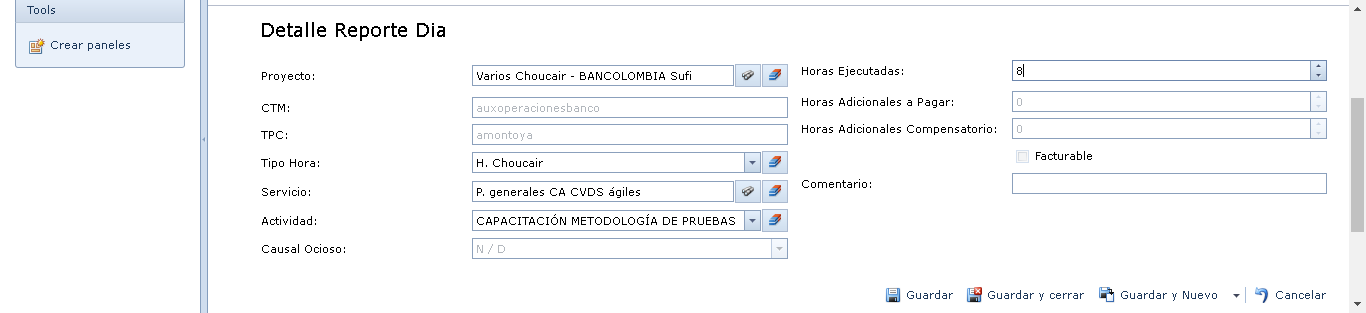 Tools
Crear paneles
Detalle Reporte Dia
Proyecto: Varios Choucair - BANCOLOMBIA Sufi
CTM: auxoperacionesbanco
TPC: amontoya
Tipo Hora: H. Choucair
Servicio: P. generales CA CVDS ágiles
Actividad: CAPACITACIÓN METODOLOGÍA DE PRUEBAS
Causal Ocioso: N / D
Horas Ejecutadas: 8
Horas Adicionales a Pagar: 0
Horas Adicionales Compensatorio: 0
Facturable
Comentario:
Guardar Guardar y cerrar Guardar y Nuevo Cancelar